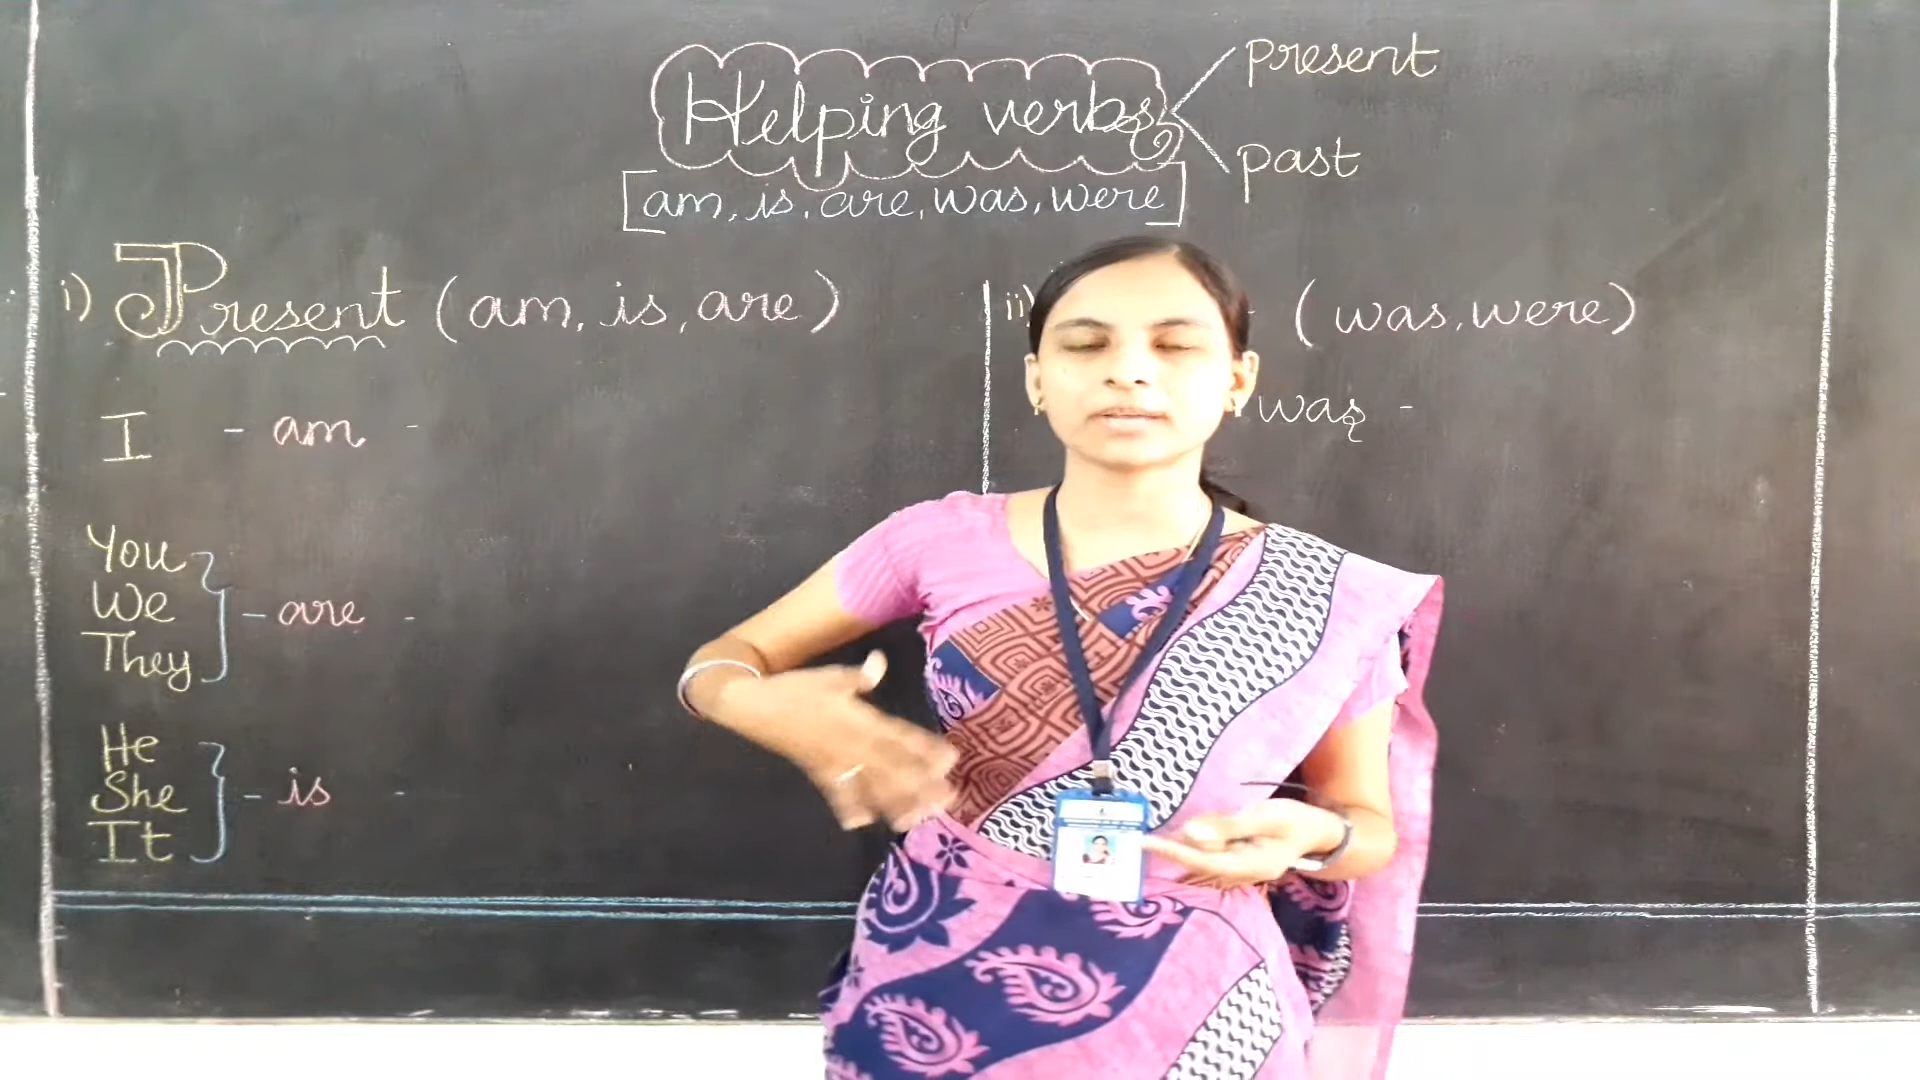 Helping verbs
present
past
[am, is, are, was, were]
i) Present (am, is, are)
I - am -
You
We
They
- are -
He
She
It
- is -
ii)
(was, were)
was -